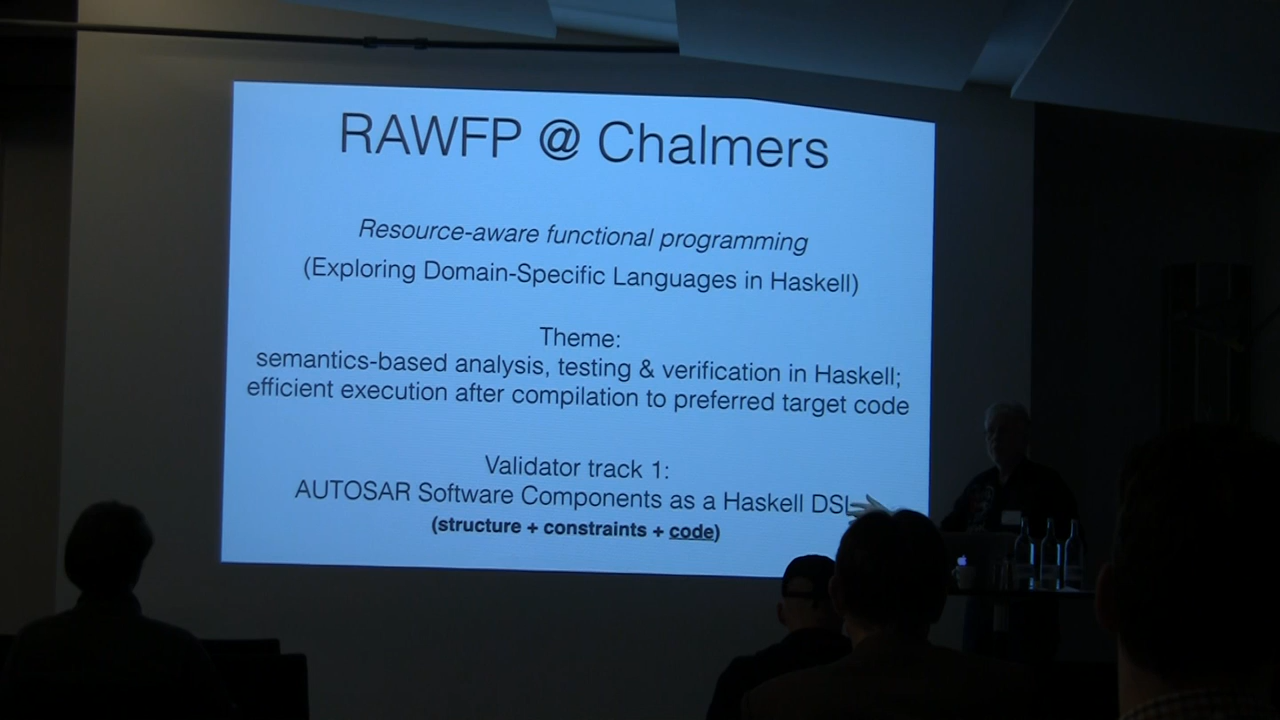 RAWFP @ Chalmers
Resource-aware functional programming
(Exploring Domain-Specific Languages in Haskell)
Theme:
semantics-based analysis, testing & verification in Haskell;
efficient execution after compilation to preferred target code
Validator track 1:
AUTOSAR Software Components as a Haskell DSL
(structure + constraints + code)